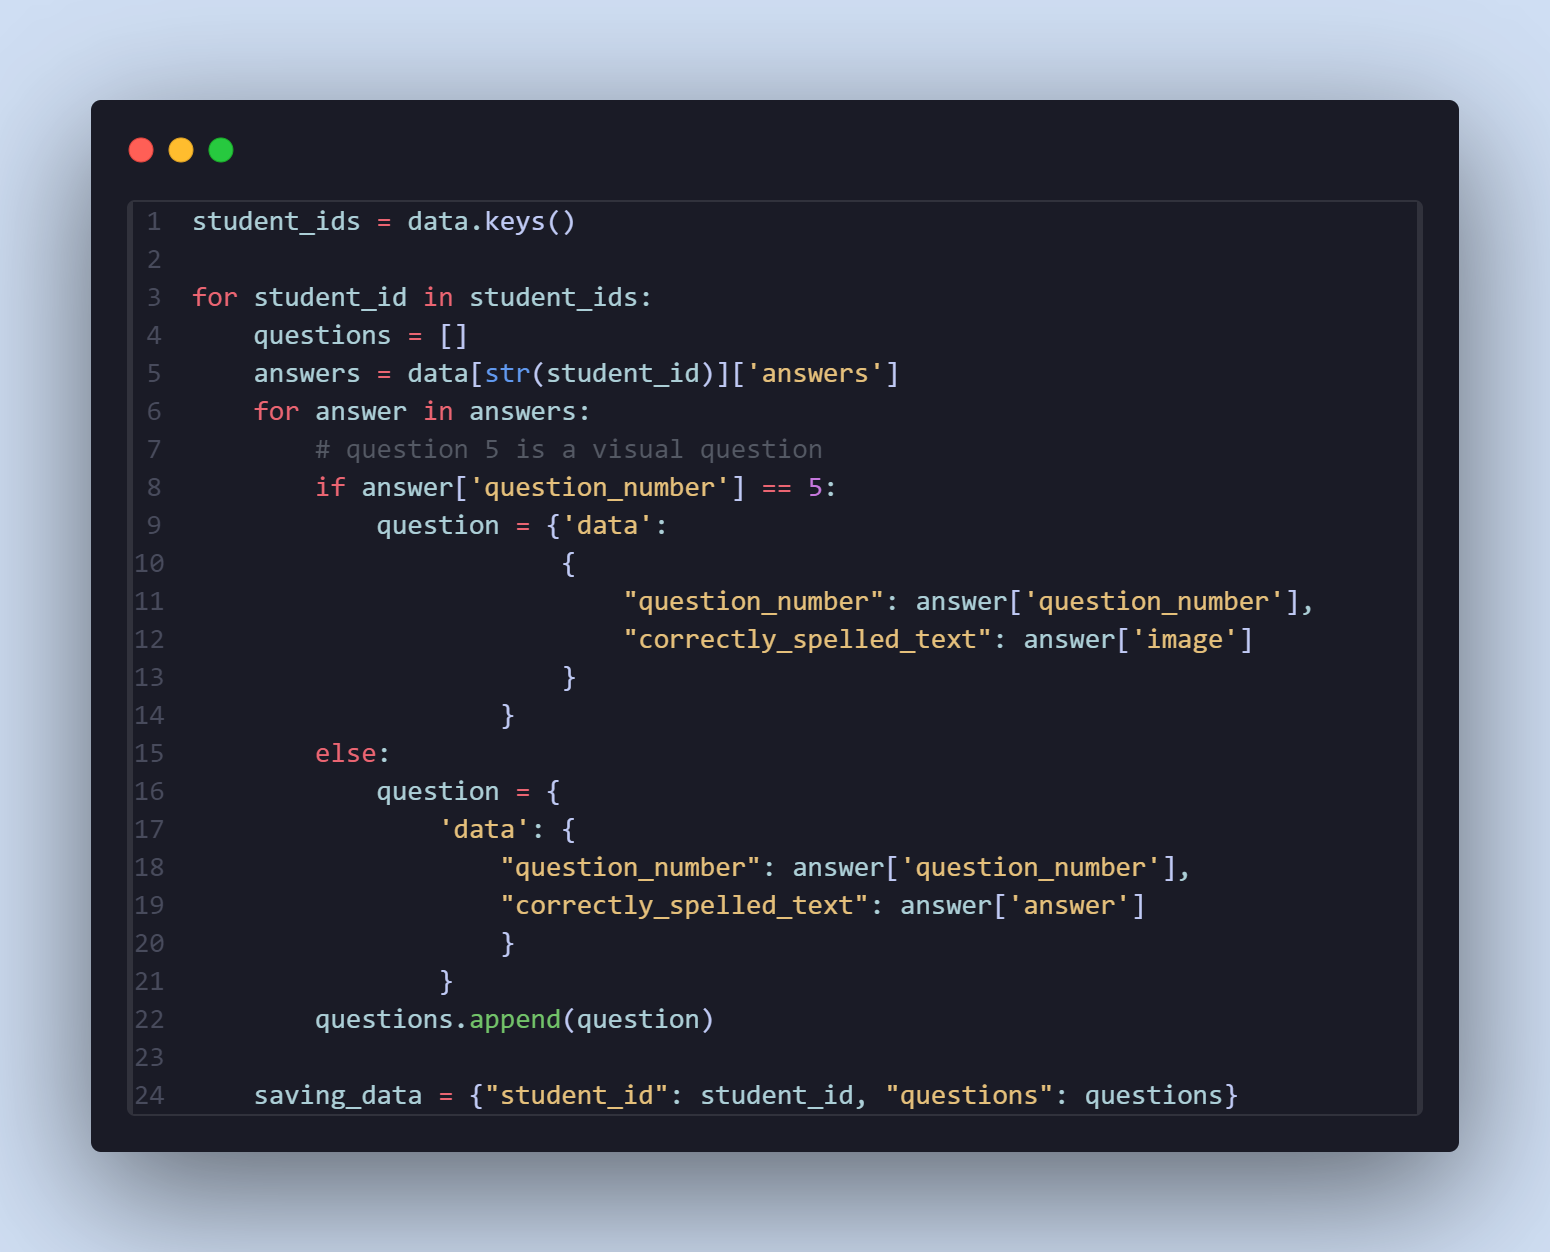 1 student_ids = data.keys()
2
3 for student_id in student_ids:
4     questions = []
5     answers = data[str(student_id)]['answers']
6     for answer in answers:
7         # question 5 is a visual question
8         if answer['question_number'] == 5:
9             question = {'data':
10                         {
11                             "question_number": answer['question_number'],
12                             "correctly_spelled_text": answer['image']
13                         }
14                     }
15         else:
16             question = {
17                 'data': {
18                     "question_number": answer['question_number'],
19                     "correctly_spelled_text": answer['answer']
20                     }
21                 }
22         questions.append(question)
23
24     saving_data = {"student_id": student_id, "questions": questions}